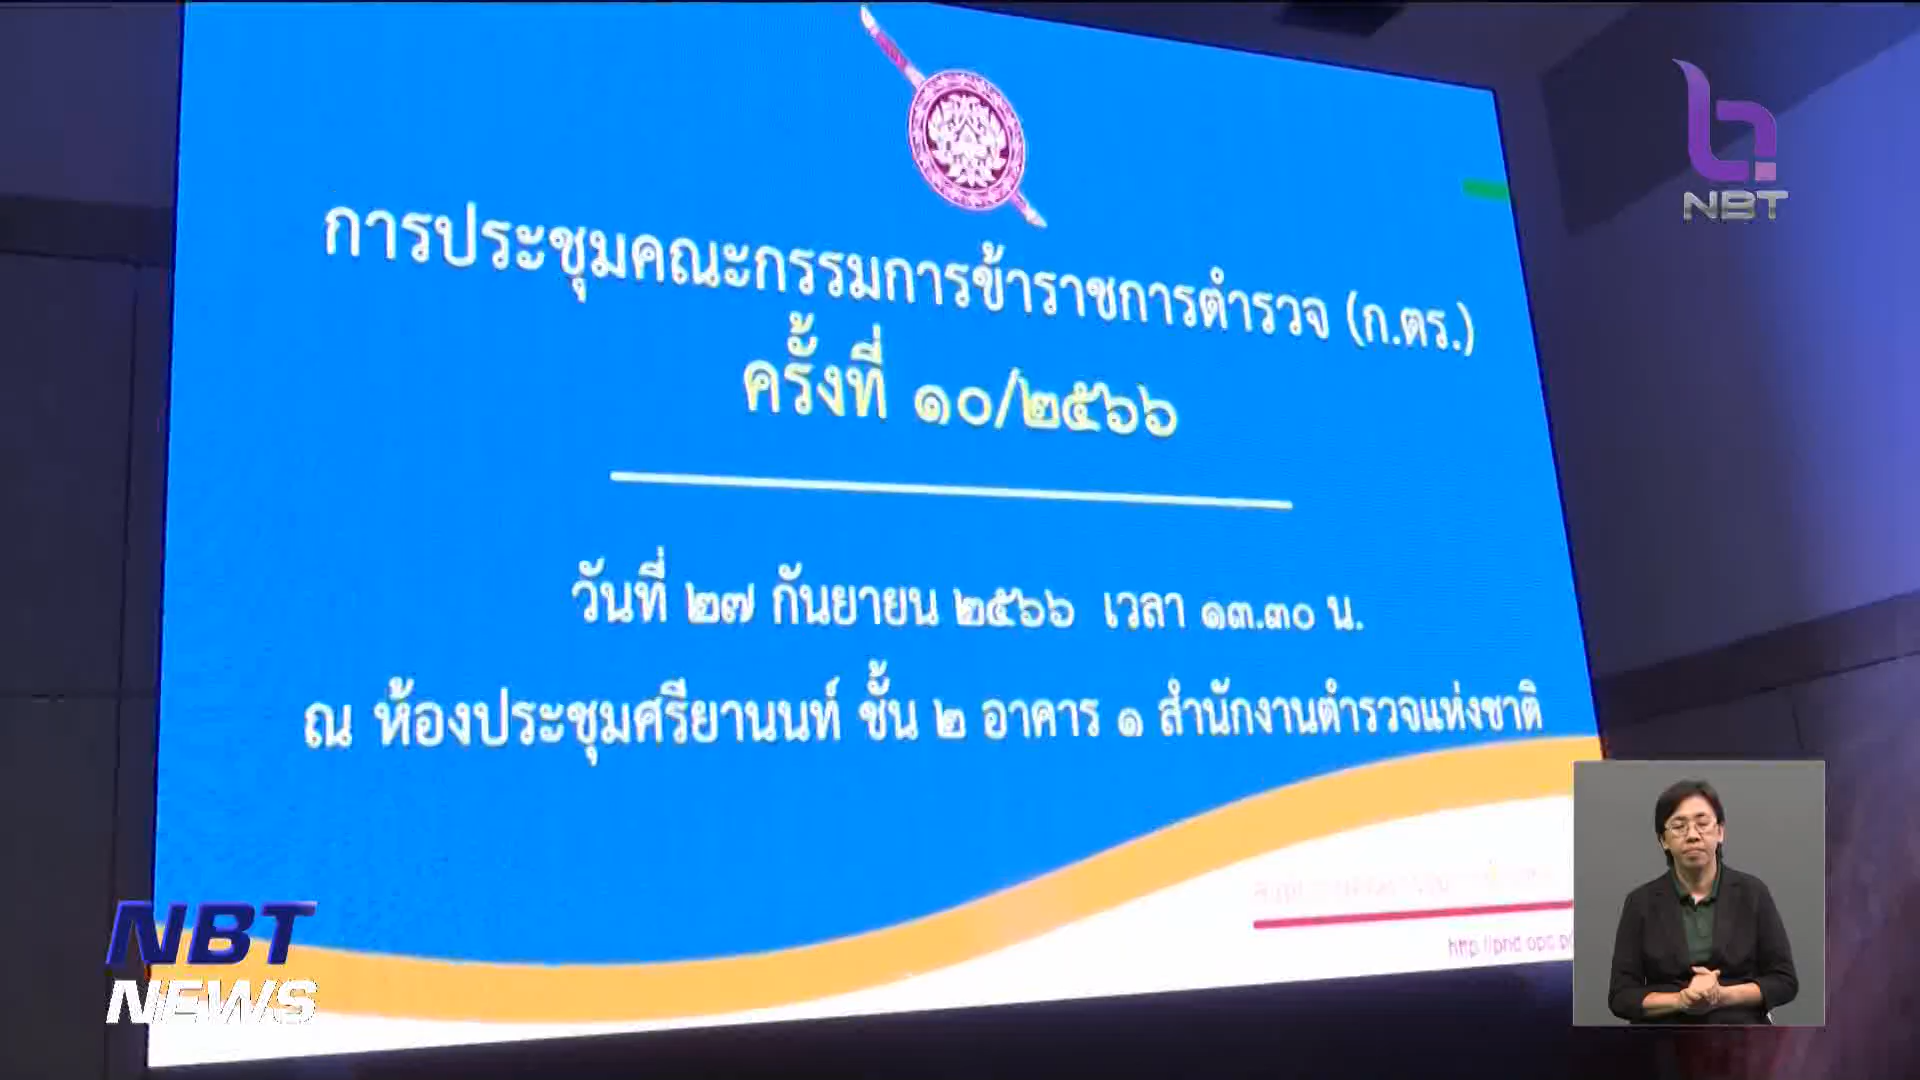 การประชุมคณะกรรมการข้าราชการตำรวจ (ก.ตร.)
ครั้งที่ ๑๐/๒๕๖๖
วันที่ ๒๗ กันยายน ๒๕๖๖ เวลา ๑๓.๓๐ น.
ณ ห้องประชุมศรียานนท์ ชั้น ๒ อาคาร ๑ สำนักงานตำรวจแห่งชาติ
NBT
NBT
NEWS